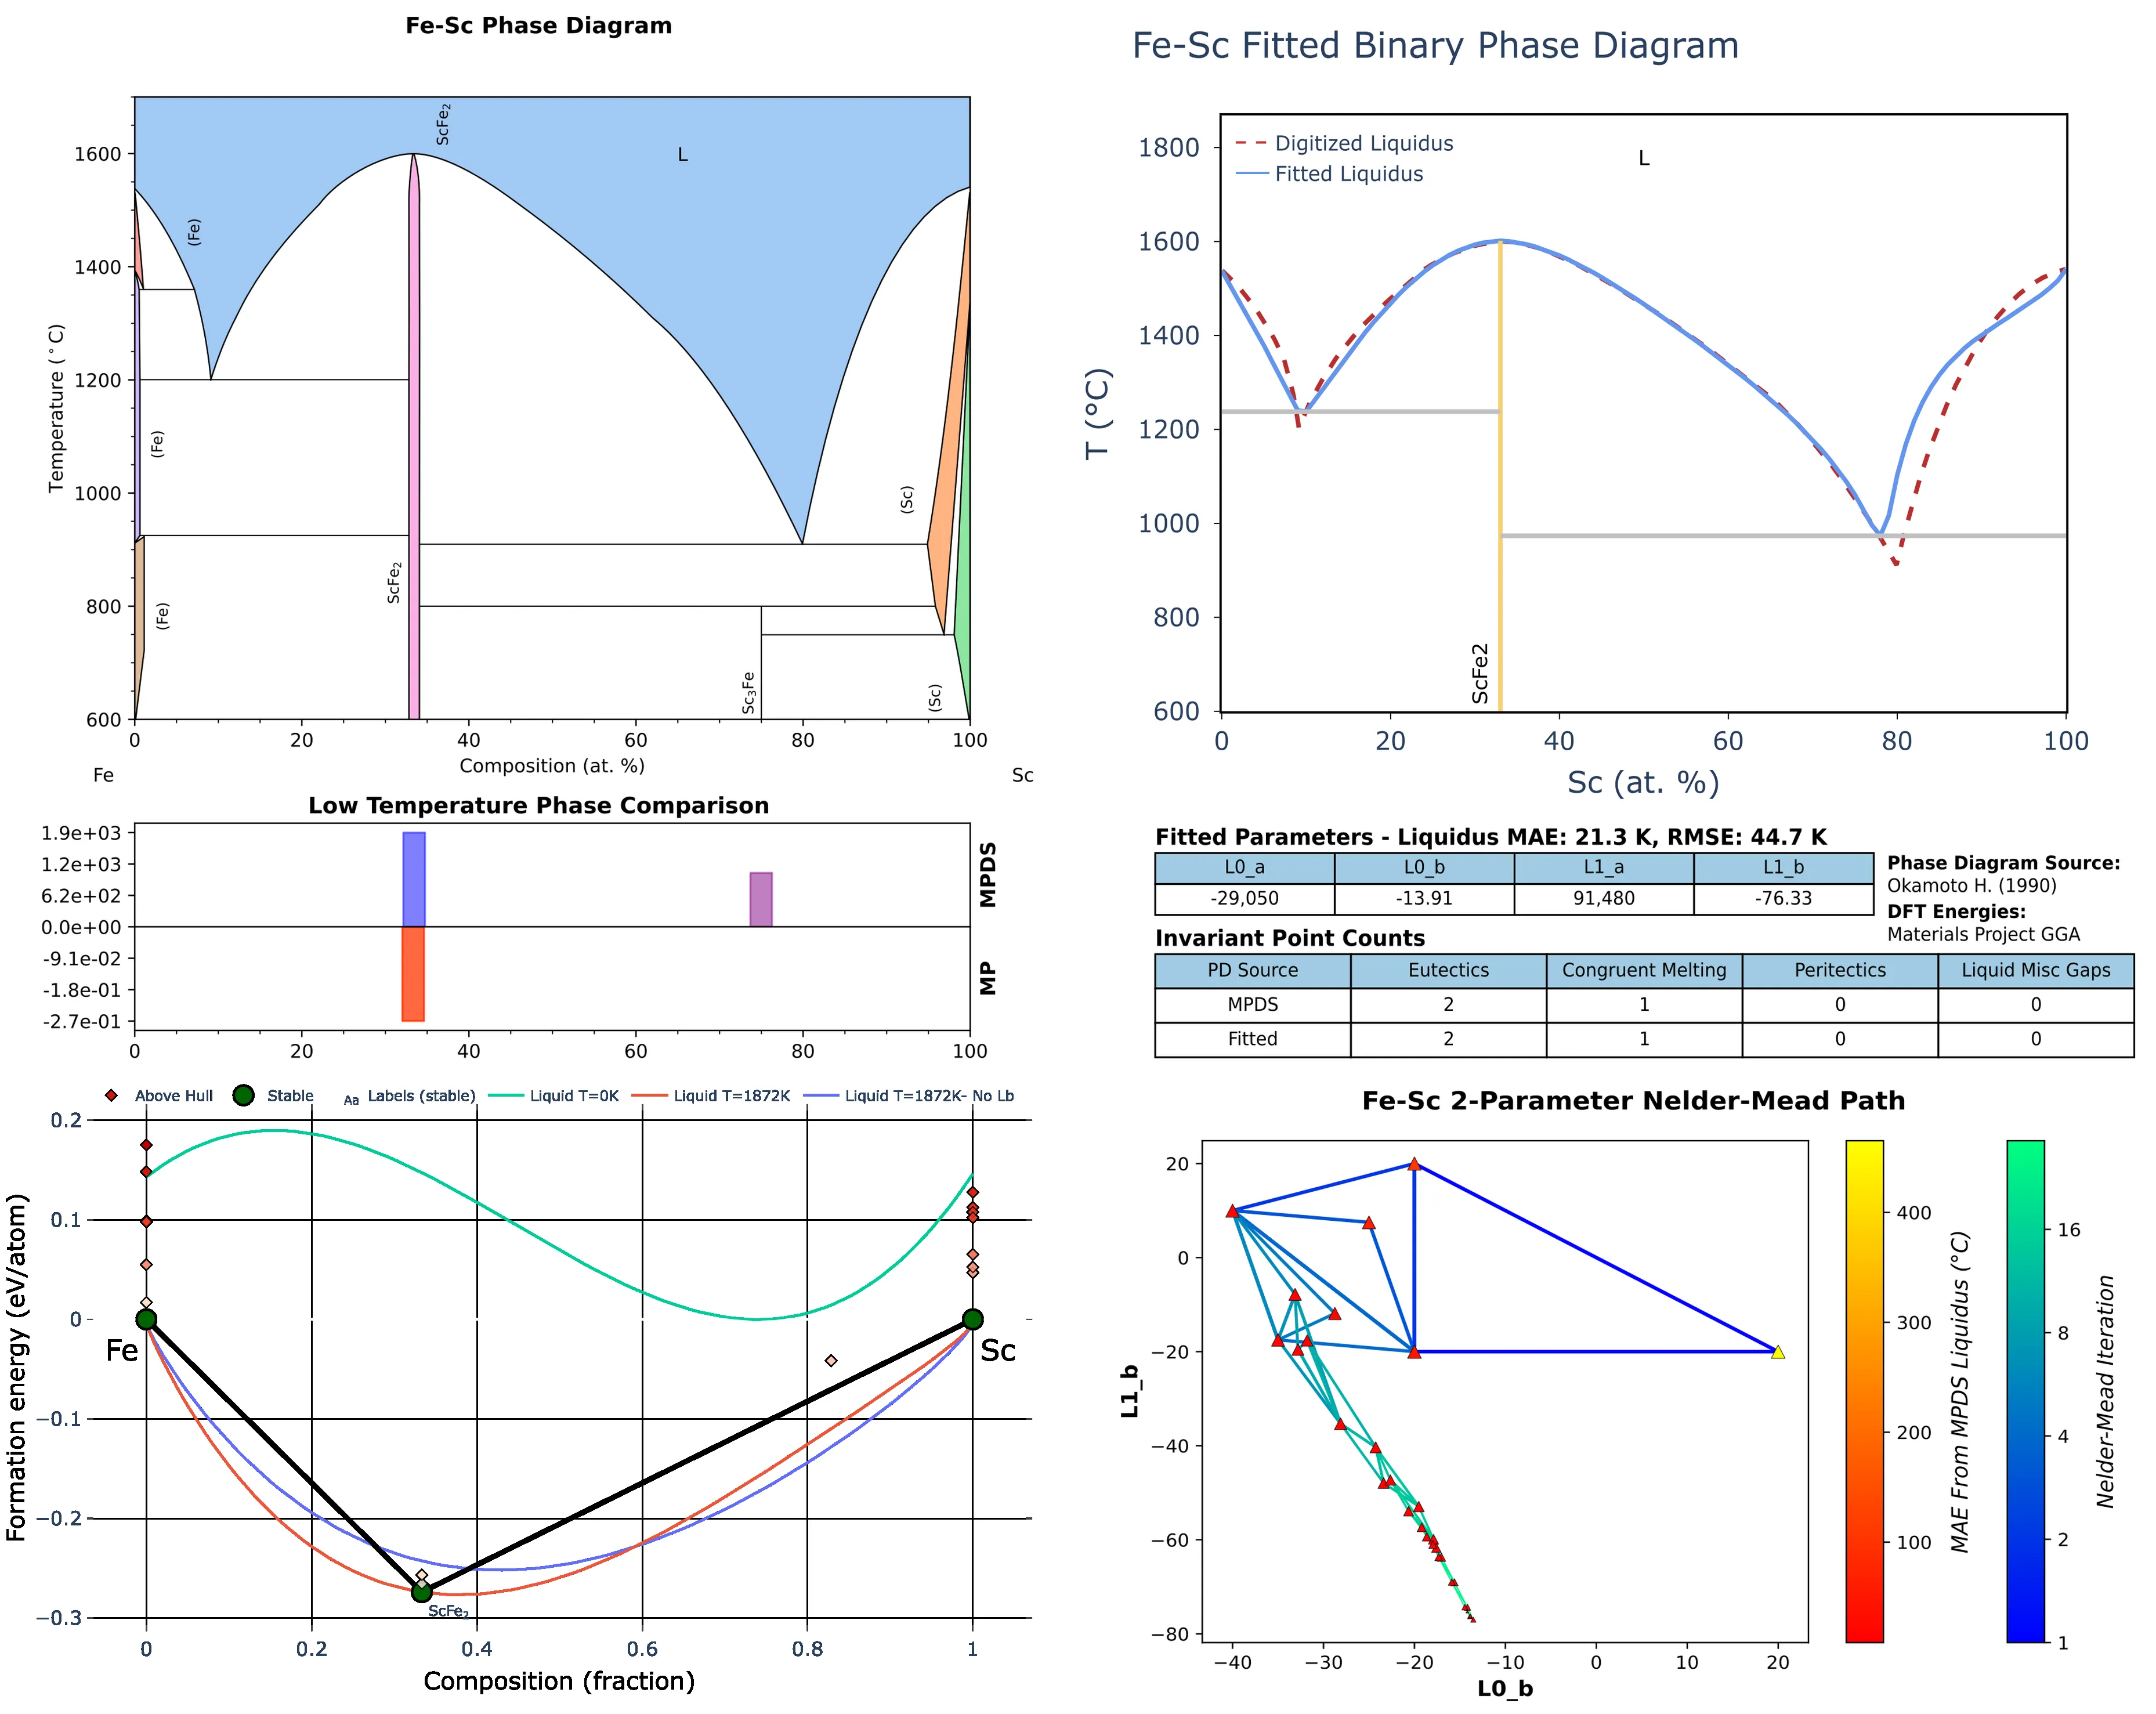 Fe-Sc Phase Diagram
ScFe2
L
(Fe)
(Fe)
(Fe)
ScFe2
Sc3Fe
(Sc)
(Sc)
Temperature (°C)
1600
1400
1200
1000
800
600
0 20 40 60 80 100
Composition (at. %)
Fe Sc
Fe-Sc Fitted Binary Phase Diagram
Digitized Liquidus
Fitted Liquidus
L
ScFe2
T (°C)
1800
1600
1400
1200
1000
800
600
0 20 40 60 80 100
Sc (at. %)
Low Temperature Phase Comparison
1.9e+03
1.2e+03
6.2e+02
0.0e+00
-9.1e-02
-1.8e-01
-2.7e-01
MPDS
MP
0 20 40 60 80 100
Fitted Parameters - Liquidus MAE: 21.3 K, RMSE: 44.7 K
L0_a L0_b L1_a L1_b
-29,050 -13.91 91,480 -76.33
Phase Diagram Source:
Okamoto H. (1990)
DFT Energies:
Materials Project GGA
Invariant Point Counts
PD Source Eutectics Congruent Melting Peritectics Liquid Misc Gaps
MPDS 2 1 0 0
Fitted 2 1 0 0
Above Hull Stable Aa Labels (stable) Liquid T=0K Liquid T=1872K Liquid T=1872K- No Lb
Formation energy (eV/atom)
0.2
0.1
0
−0.1
−0.2
−0.3
Fe
Sc
ScFe2
0 0.2 0.4 0.6 0.8 1
Composition (fraction)
Fe-Sc 2-Parameter Nelder-Mead Path
L1_b
20
0
−20
−40
−60
−80
−40 −30 −20 −10 0 10 20
L0_b
400
300
200
100
MAE From MPDS Liquidus (°C)
16
8
4
2
1
Nelder-Mead Iteration